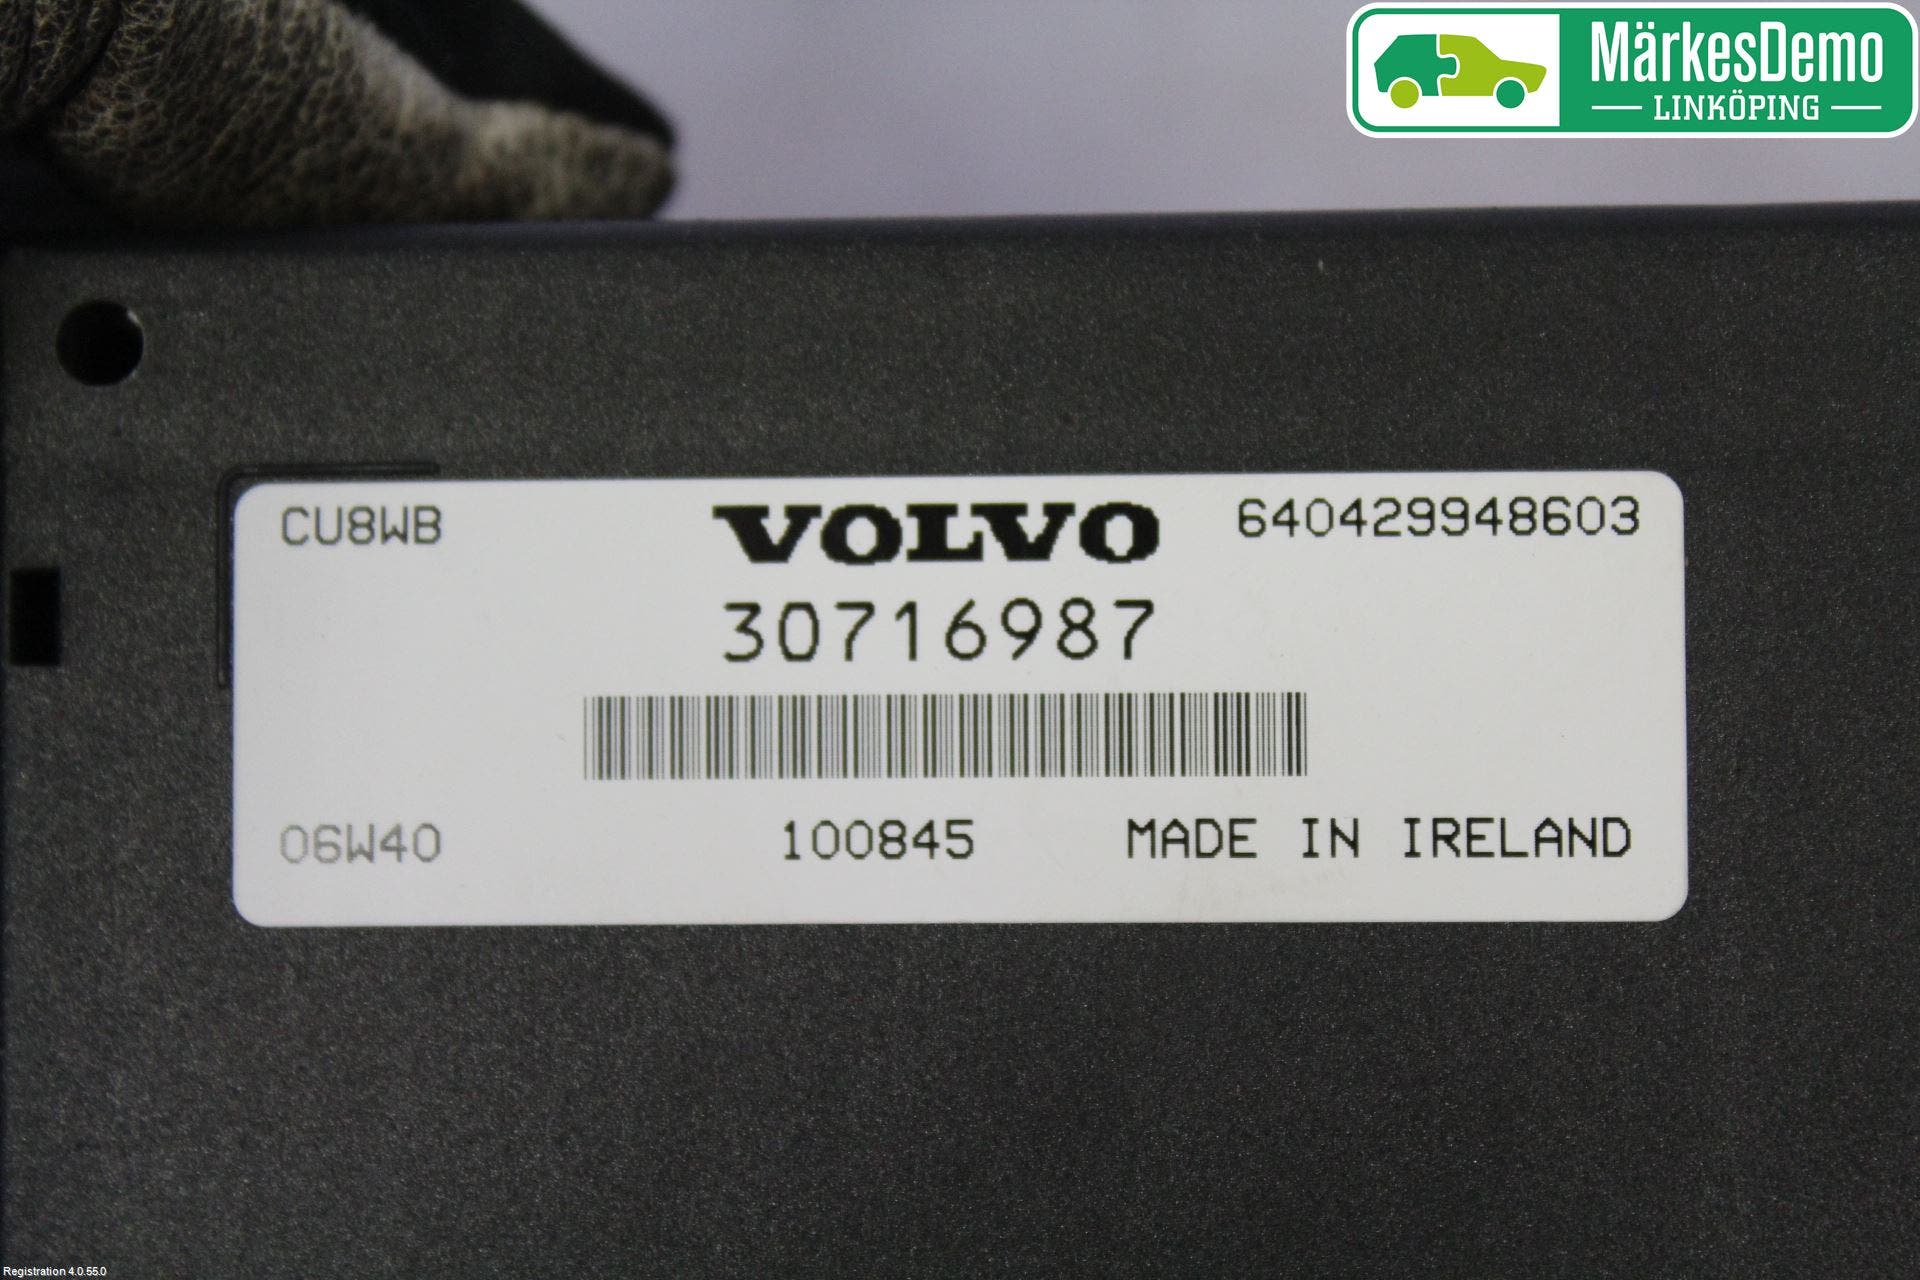 MärkesDemo
LINKÖPING
CU8WB VOLVO 640429948603
30716987
06W40 100845 MADE IN IRELAND
Registration 4.0.55.0